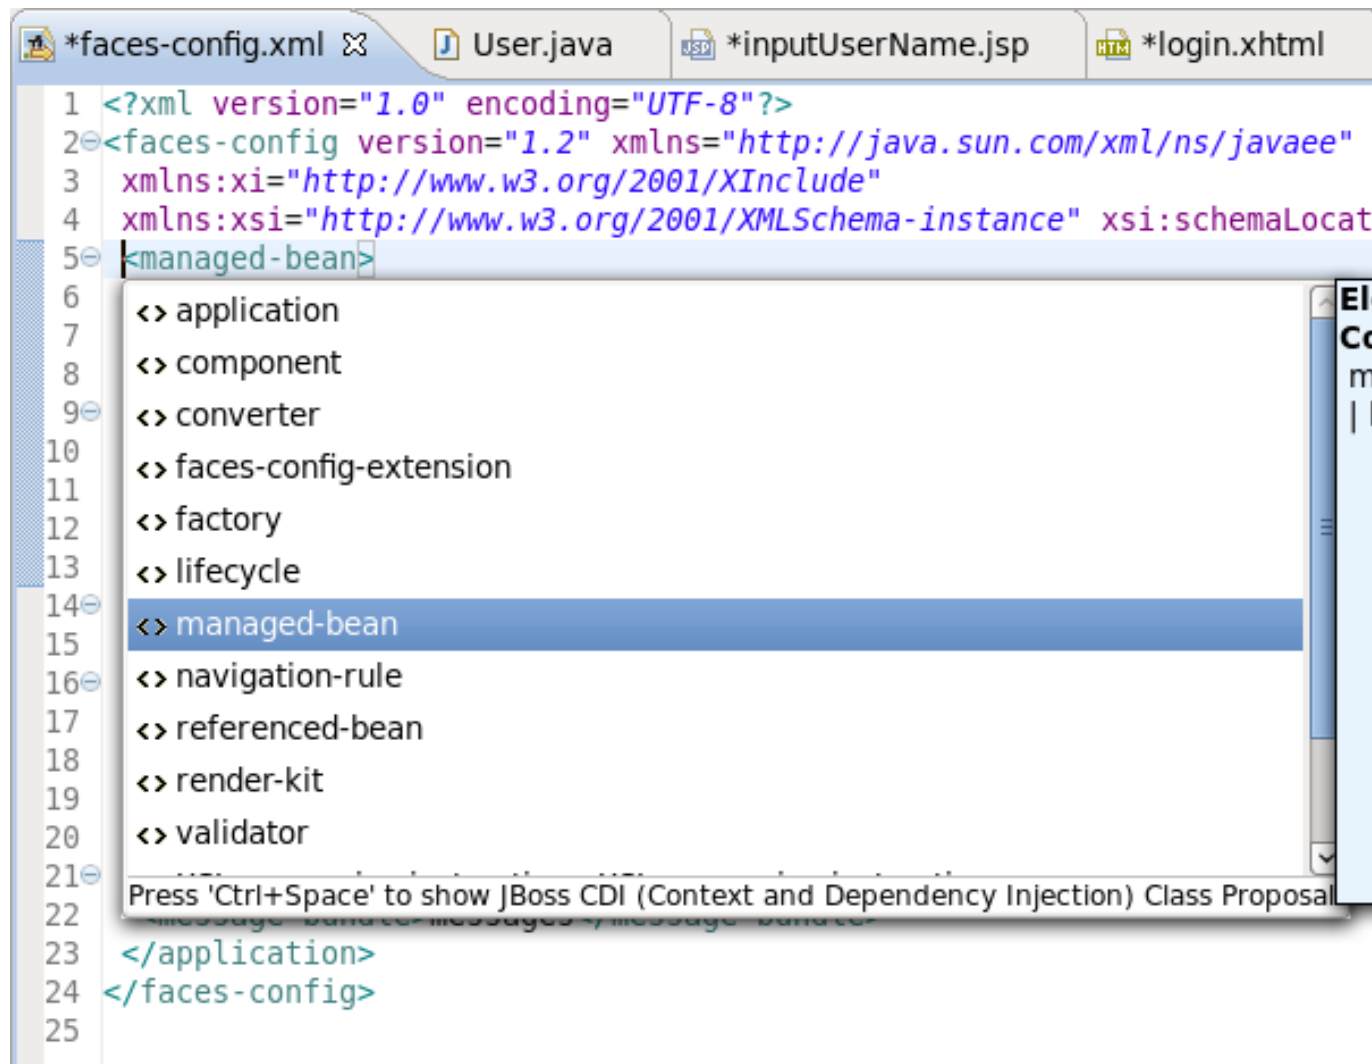 *faces-config.xml User.java *inputUserName.jsp *login.xhtml
1 <?xml version="1.0" encoding="UTF-8"?>
2 <faces-config version="1.2" xmlns="http://java.sun.com/xml/ns/javaee"
3 xmlns:xi="http://www.w3.org/2001/XInclude"
4 xmlns:xsi="http://www.w3.org/2001/XMLSchema-instance" xsi:schemaLocat
5 <managed-bean>
6 <> application
7
8 <> component
9 <> converter
10 <> faces-config-extension
11
12 <> factory
13 <> lifecycle
14 <> managed-bean
15
16 <> navigation-rule
17 <> referenced-bean
18
19 <> render-kit
20 <> validator
21
Press 'Ctrl+Space' to show JBoss CDI (Context and Dependency Injection) Class Proposal
22 <message-bundle>messages</message-bundle>
23 </application>
24 </faces-config>
25